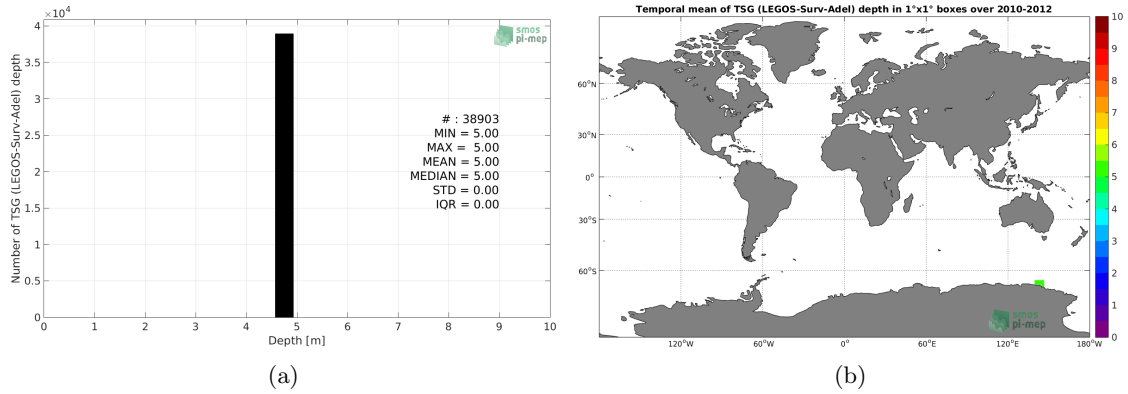 ×10⁴
4
3.5
3
2.5
2
1.5
1
0.5
0
Number of TSG (LEGOS-Surv-Adel) depth
smos
pi-mep
# : 38903
MIN = 5.00
MAX = 5.00
MEAN = 5.00
MEDIAN = 5.00
STD = 0.00
IQR = 0.00
0 1 2 3 4 5 6 7 8 9 10
Depth [m]
(a)
Temporal mean of TSG (LEGOS-Surv-Adel) depth in 1°x1° boxes over 2010-2012
60°N
30°N
0°
30°S
60°S
smos
pi-mep
120°W 60°W 0° 60°E 120°E 180°W
10
9
8
7
6
5
4
3
2
1
0
(b)